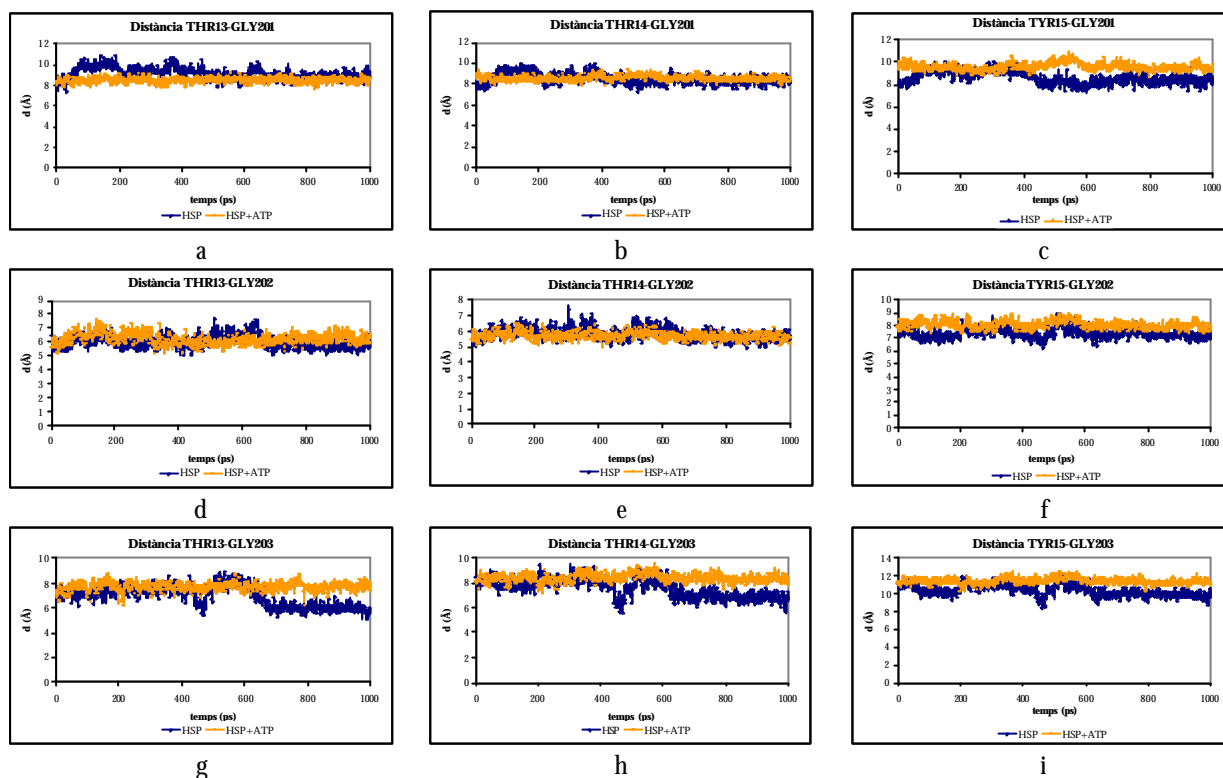 Distància THR13-GLY201
12
10
8
6
4
2
0
d (Å)
0 200 400 600 800 1000
temps (ps)
HSP HSP+ATP
a
Distància THR14-GLY201
12
10
8
6
4
2
0
d (Å)
0 200 400 600 800 1000
temps (ps)
HSP HSP+ATP
b
Distància TYR15-GLY201
12
10
8
6
4
2
0
d (Å)
0 200 400 600 800 1000
temps (ps)
HSP HSP+ATP
c
Distància THR13-GLY202
9
8
7
6
5
4
3
2
1
0
d (Å)
0 200 400 600 800 1000
temps (ps)
HSP HSP+ATP
d
Distància THR14-GLY202
8
7
6
5
4
3
2
1
0
d (Å)
0 200 400 600 800 1000
temps (ps)
HSP HSP+ATP
e
Distància TYR15-GLY202
10
9
8
7
6
5
4
3
2
1
0
d (Å)
0 200 400 600 800 1000
temps (ps)
HSP HSP+ATP
f
Distància THR13-GLY203
10
8
6
4
2
0
d (Å)
0 200 400 600 800 1000
temps (ps)
HSP HSP+ATP
g
Distància THR14-GLY203
10
8
6
4
2
0
d (Å)
0 200 400 600 800 1000
temps (ps)
HSP HSP+ATP
h
Distància TYR15-GLY203
14
12
10
8
6
4
2
0
d (Å)
0 200 400 600 800 1000
temps (ps)
HSP HSP+ATP
i